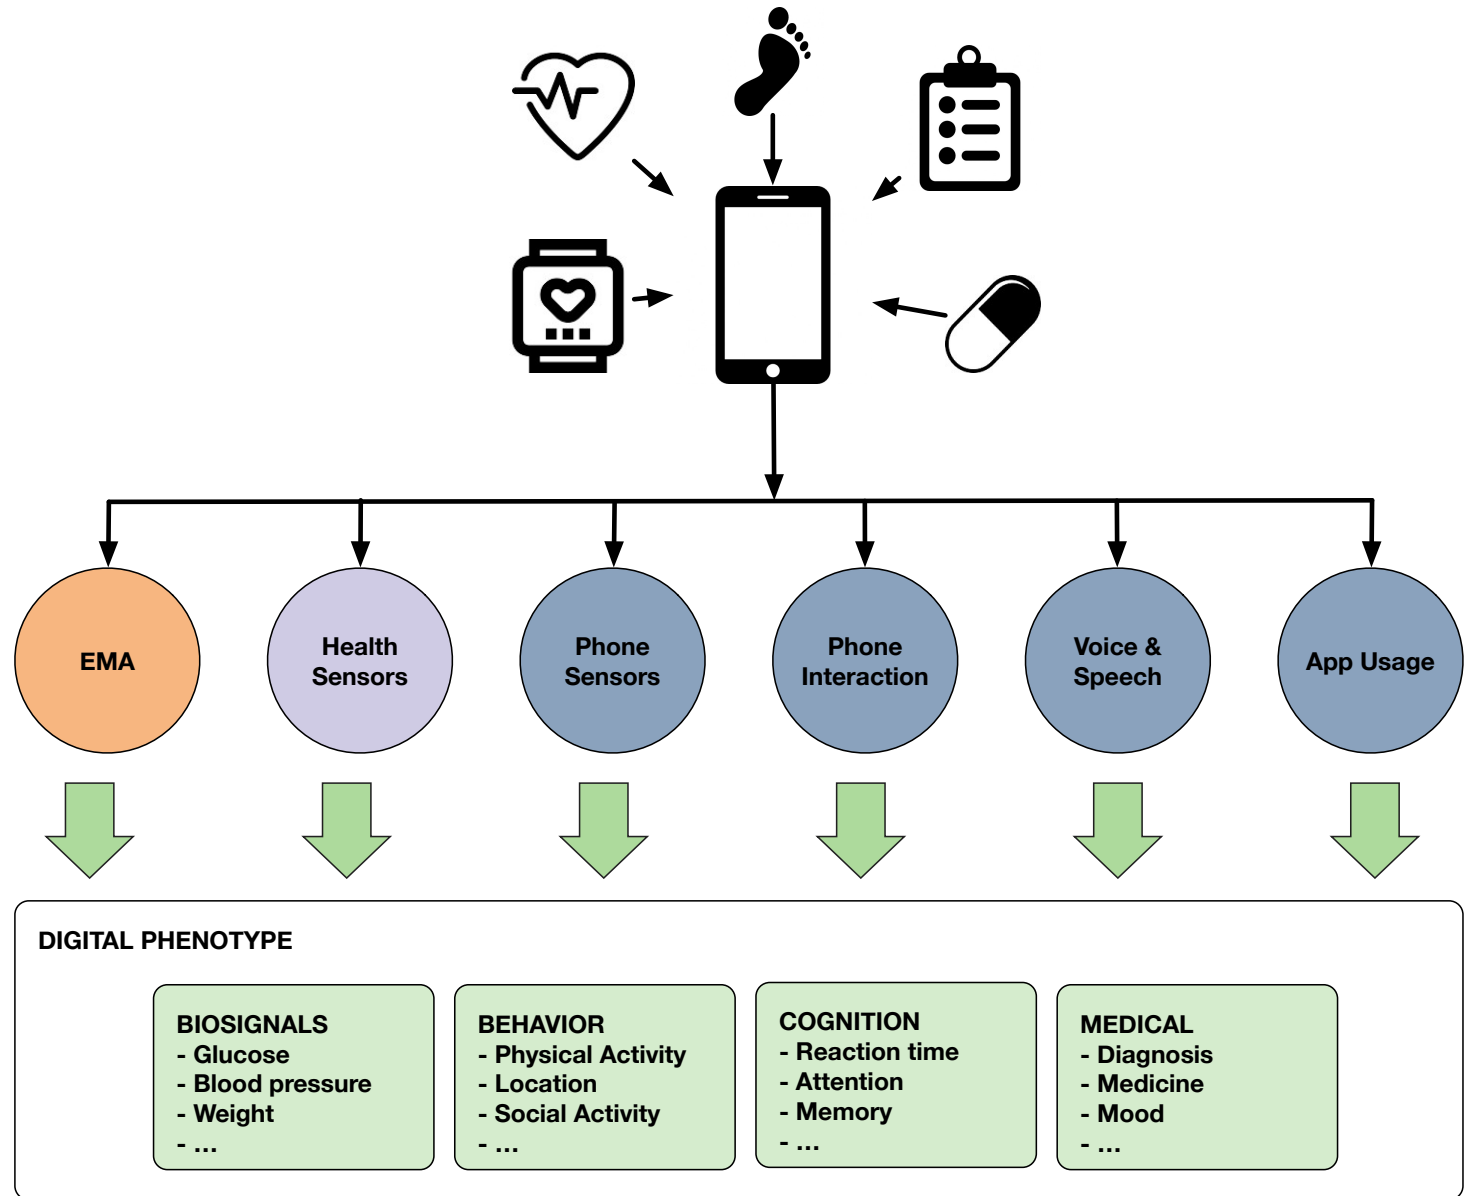 EMA
Health
Sensors
Phone
Sensors
Phone
Interaction
Voice &
Speech
App Usage
DIGITAL PHENOTYPE
BIOSIGNALS
- Glucose
- Blood pressure
- Weight
- ...
BEHAVIOR
- Physical Activity
- Location
- Social Activity
- ...
COGNITION
- Reaction time
- Attention
- Memory
- ...
MEDICAL
- Diagnosis
- Medicine
- Mood
- ...